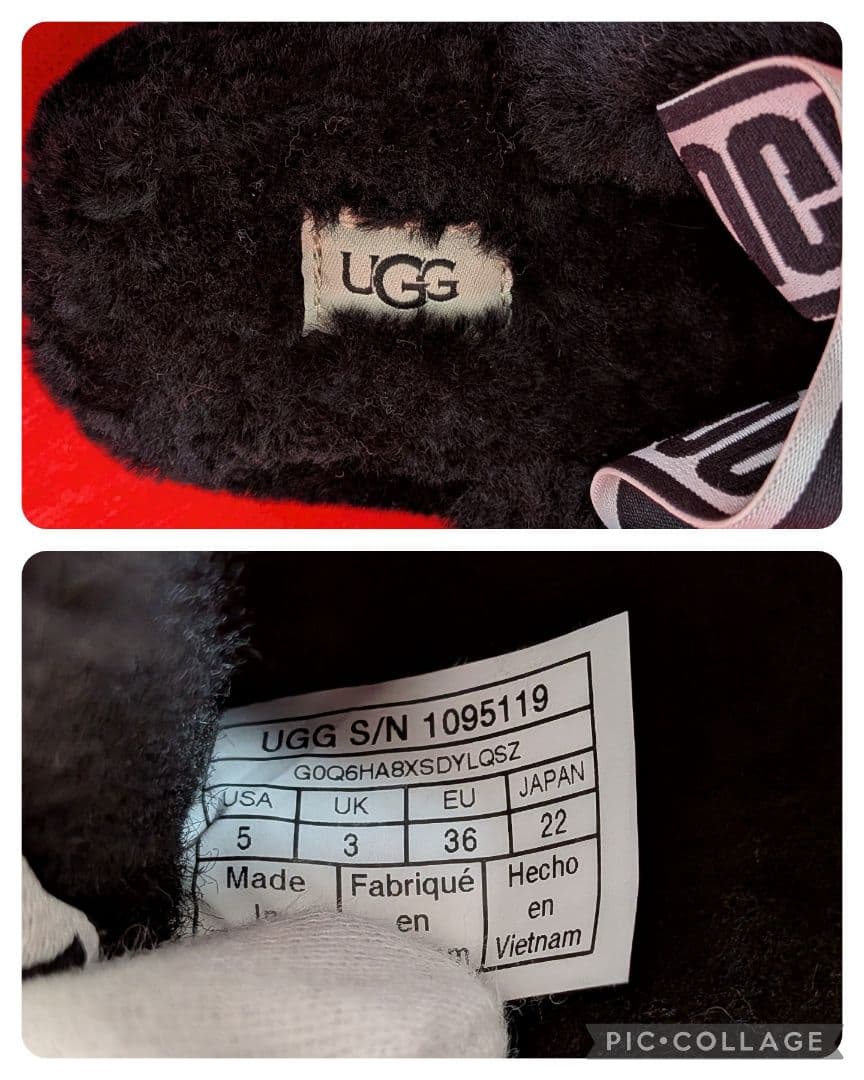 UGG
UGG S/N 1095119
G0Q6HA8XSDYLQSZ
USA UK EU JAPAN
5 3 36 22
Made Fabriqué Hecho
In en en
Vietnam
PIC•COLLAGE